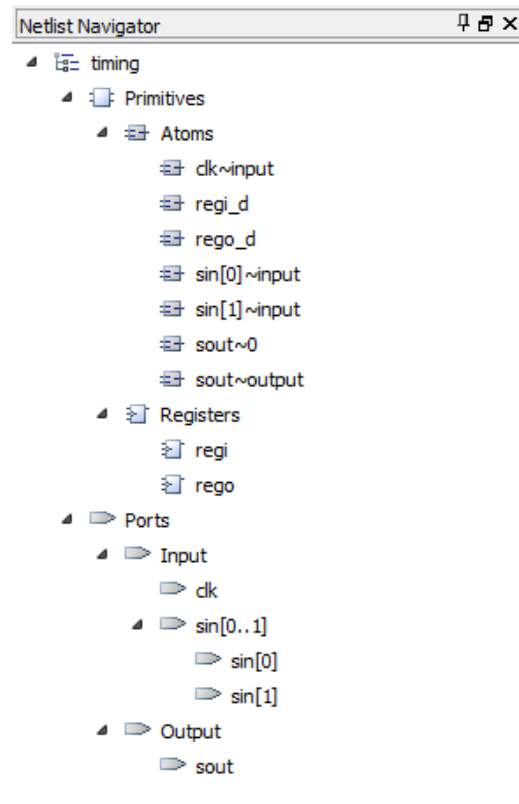 Netlist Navigator
timing
Primitives
Atoms
clk~input
regi_d
rego_d
sin[0]~input
sin[1]~input
sout~0
sout~output
Registers
regi
rego
Ports
Input
clk
sin[0..1]
sin[0]
sin[1]
Output
sout